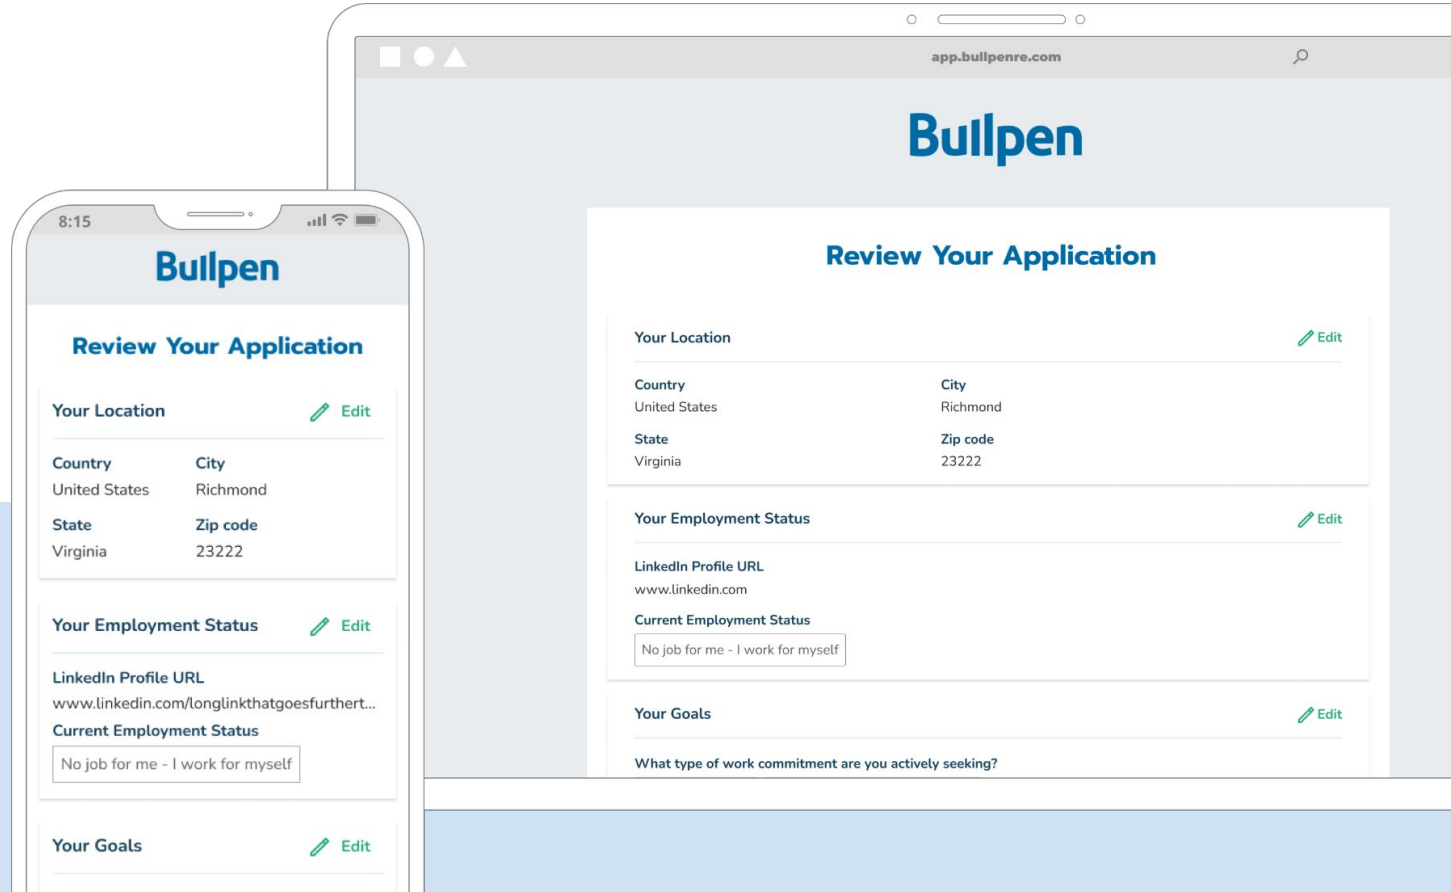 app.bullpenre.com
Bullpen
Review Your Application
Your Location
Edit
Country
City
United States
Richmond
State
Zip code
Virginia
23222
Your Employment Status
Edit
LinkedIn Profile URL
www.linkedin.com
Current Employment Status
No job for me - I work for myself
Your Goals
Edit
What type of work commitment are you actively seeking?
8:15
Bullpen
Review Your Application
Your Location
Edit
Country
City
United States
Richmond
State
Zip code
Virginia
23222
Your Employment Status
Edit
LinkedIn Profile URL
www.linkedin.com/longlinkthatgoesfurthert...
Current Employment Status
No job for me - I work for myself
Your Goals
Edit